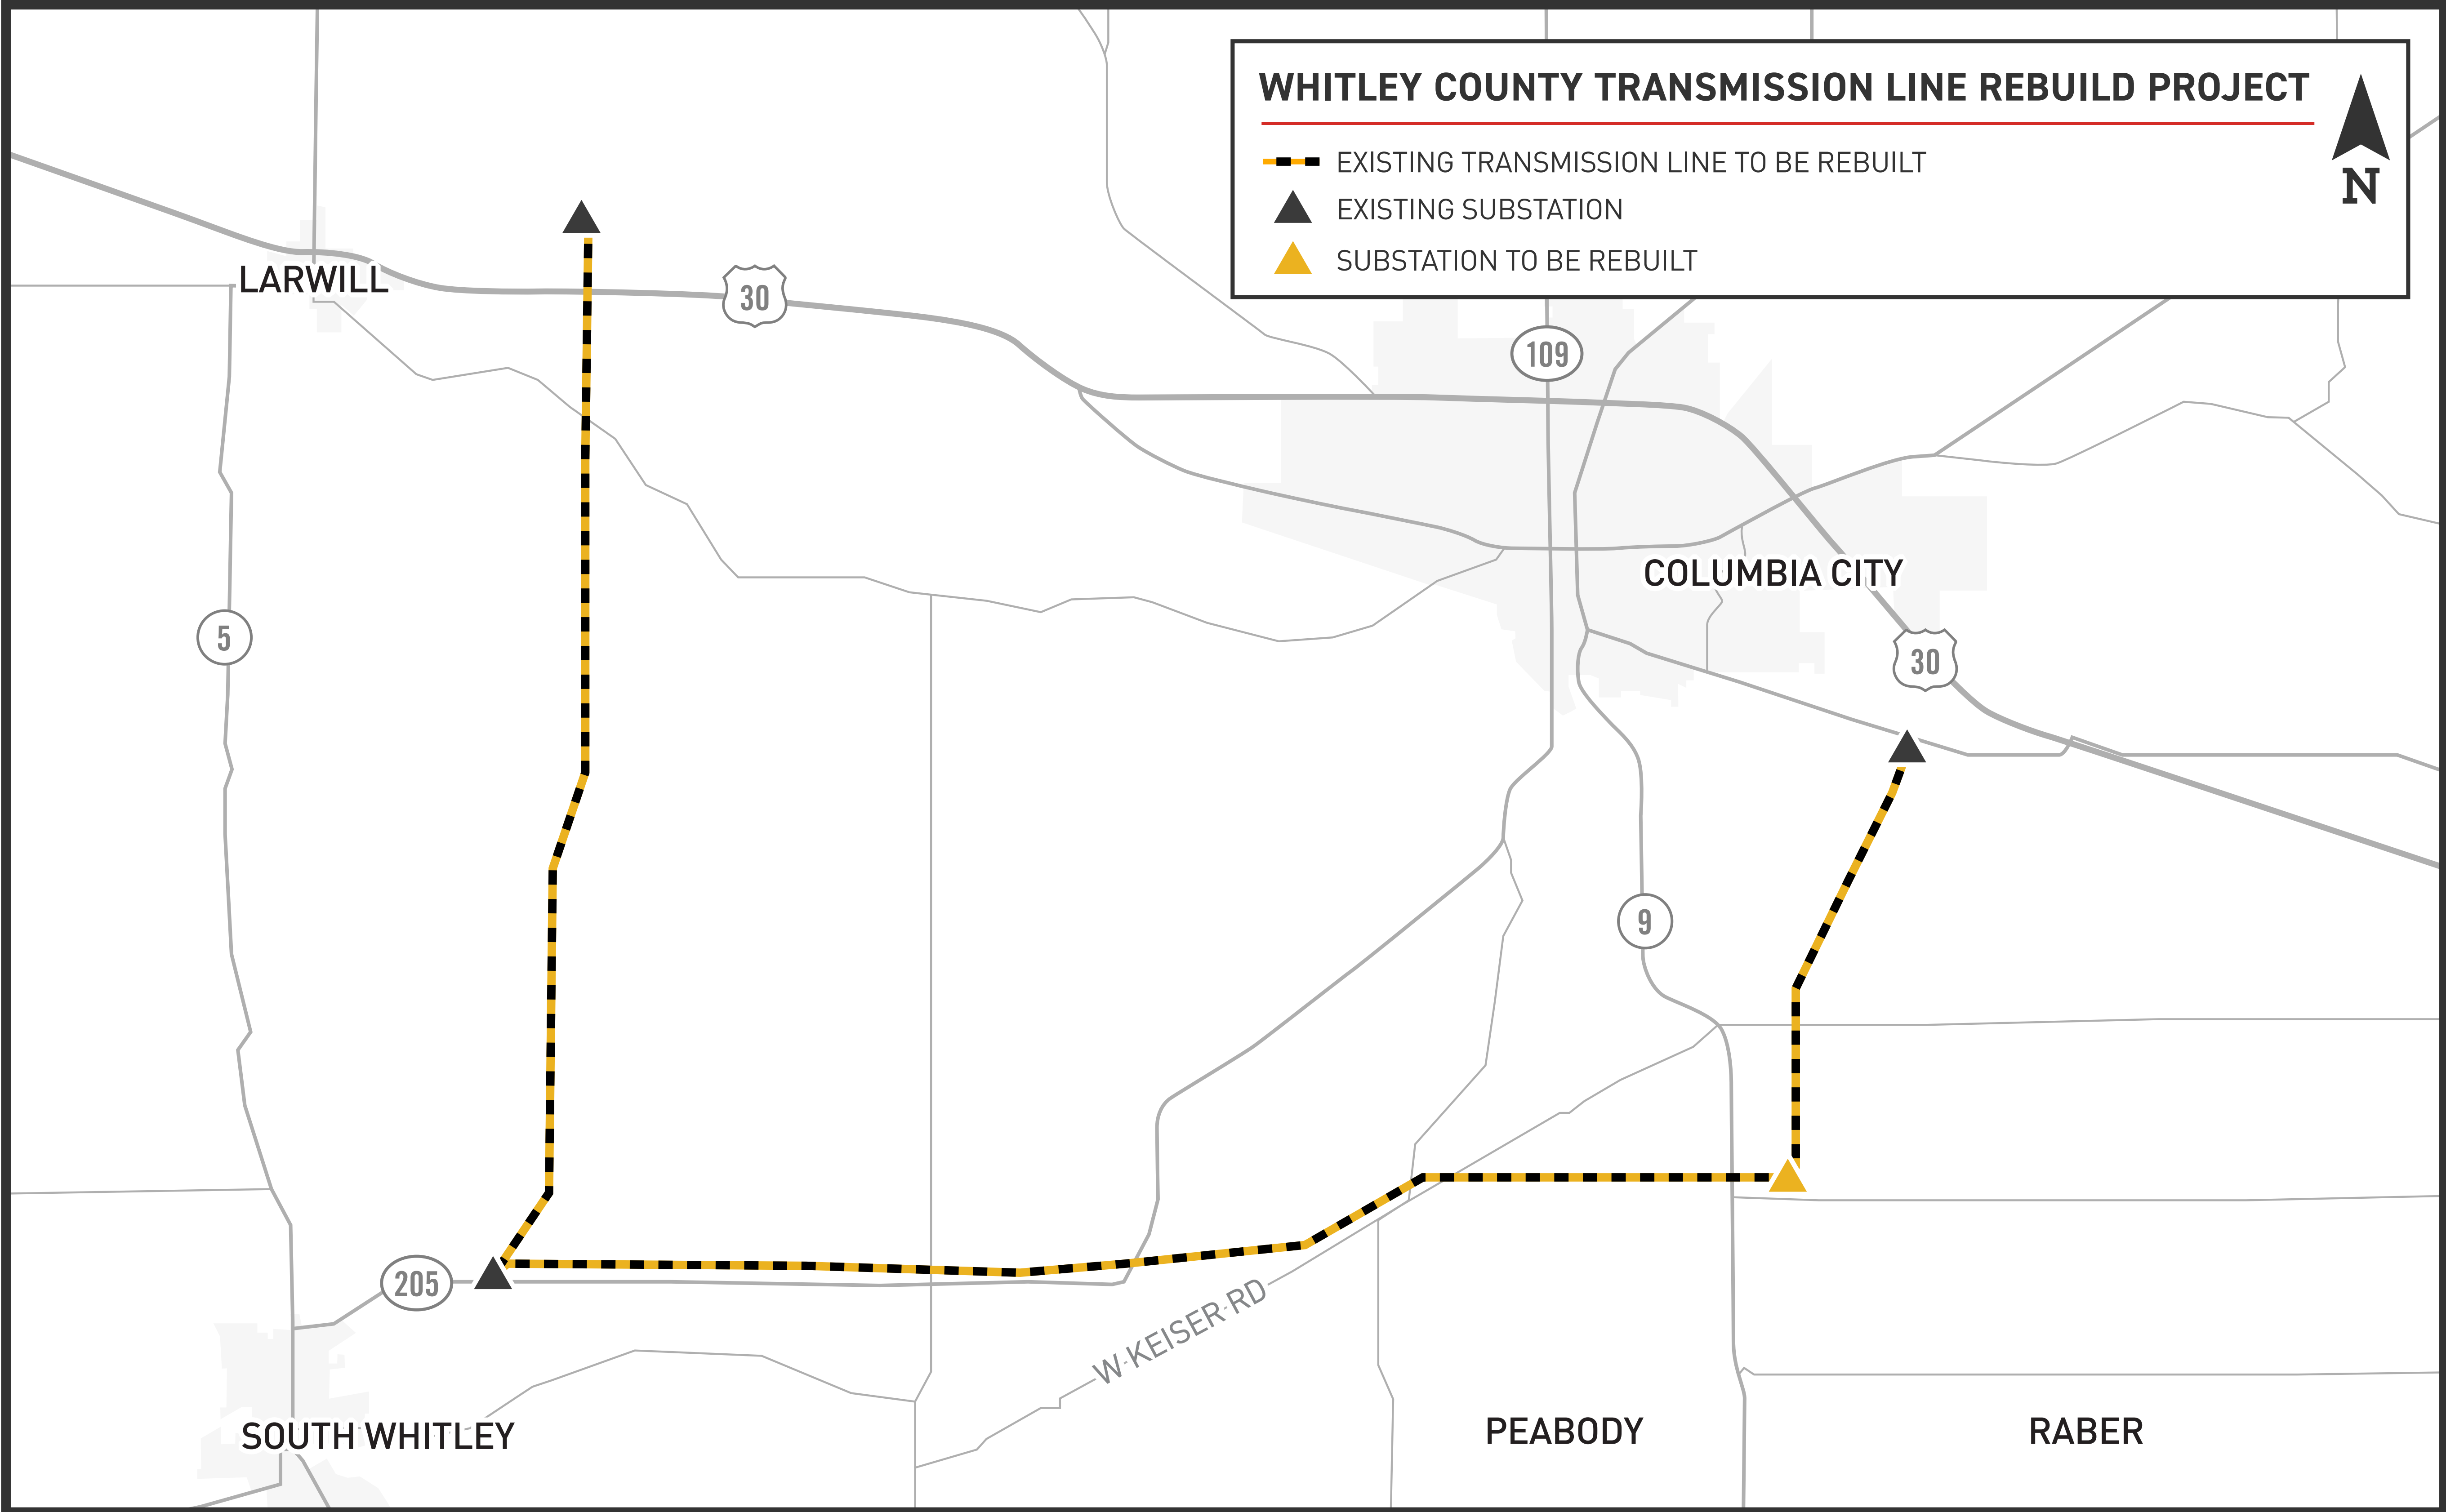 WHITLEY COUNTY TRANSMISSION LINE REBUILD PROJECT
EXISTING TRANSMISSION LINE TO BE REBUILT
EXISTING SUBSTATION
SUBSTATION TO BE REBUILT
N
LARWILL
30
109
COLUMBIA CITY
5
30
9
205
W KEISER RD
SOUTH WHITLEY
PEABODY
RABER